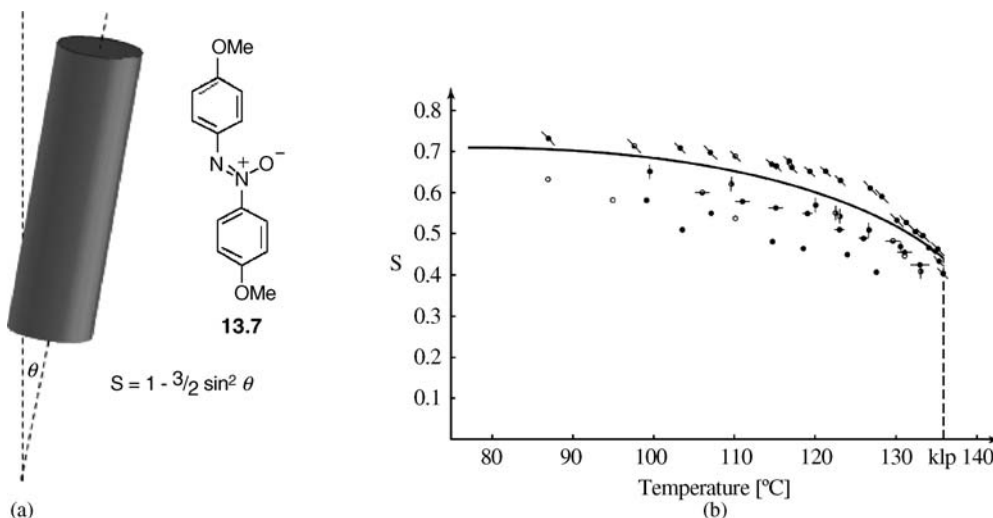 OMe
N
N
+
O−
OMe
13.7
θ
S = 1 - 3/2 sin² θ
(a)
0.8
0.7
0.6
0.5
S
0.4
0.3
0.2
0.1
80 90 100 110 120 130 klp 140
Temperature [ºC]
(b)